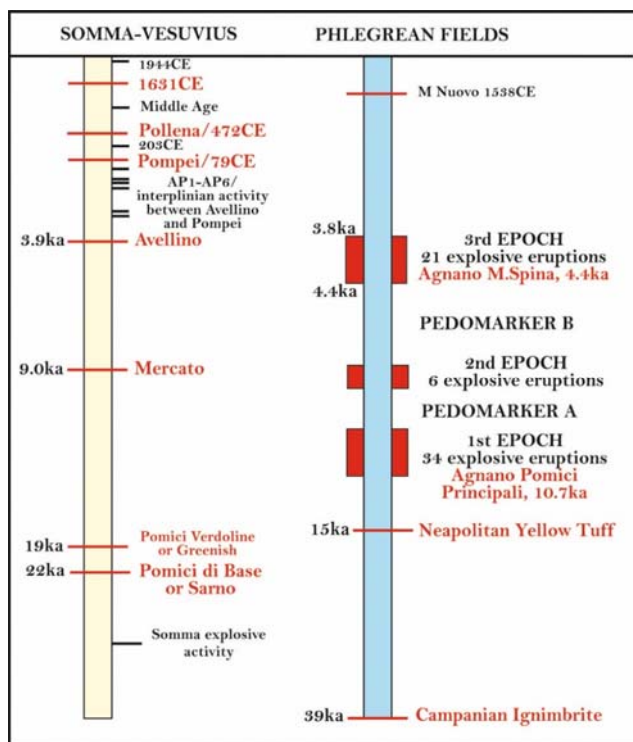 SOMMA-VESUVIUS
1944CE
1631CE
Middle Age
Pollena/472CE
203CE
Pompei/79CE
AP1-AP6/
interplinian activity
between Avellino
and Pompei
3.9ka
Avellino
9.0ka
Mercato
19ka
Pomici Verdoline
or Greenish
22ka
Pomici di Base
or Sarno
Somma explosive
activity
PHLEGREAN FIELDS
M Nuovo 1538CE
3.8ka
3rd EPOCH
21 explosive eruptions
Agnano M.Spina, 4.4ka
4.4ka
PEDOMARKER B
2nd EPOCH
6 explosive eruptions
PEDOMARKER A
1st EPOCH
34 explosive eruptions
Agnano Pomici
Principali, 10.7ka
15ka
Neapolitan Yellow Tuff
39ka
Campanian Ignimbrite